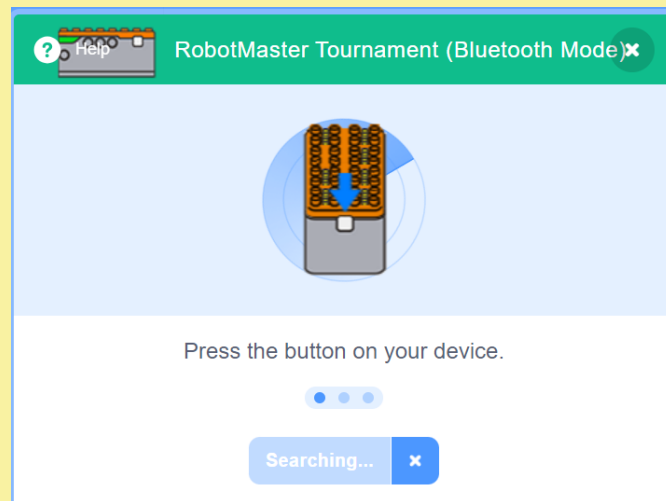 Help RobotMaster Tournament (Bluetooth Mode)
Press the button on your device.
Searching...